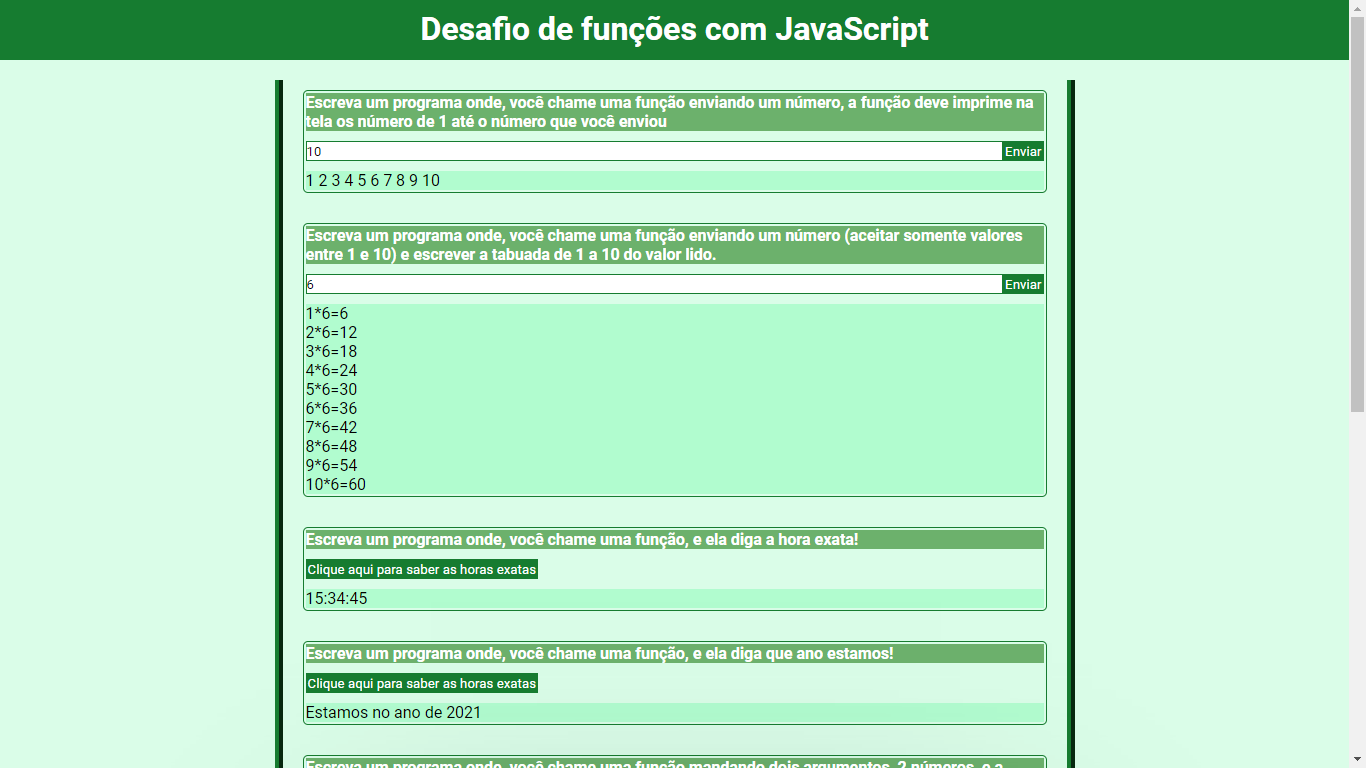 Desafio de funções com JavaScript
Escreva um programa onde, você chame uma função enviando um número, a função deve imprime na
tela os número de 1 até o número que você enviou
10 Enviar
1 2 3 4 5 6 7 8 9 10
Escreva um programa onde, você chame uma função enviando um número (aceitar somente valores
entre 1 e 10) e escrever a tabuada de 1 a 10 do valor lido.
6 Enviar
1*6=6
2*6=12
3*6=18
4*6=24
5*6=30
6*6=36
7*6=42
8*6=48
9*6=54
10*6=60
Escreva um programa onde, você chame uma função, e ela diga a hora exata!
Clique aqui para saber as horas exatas
15:34:45
Escreva um programa onde, você chame uma função, e ela diga que ano estamos!
Clique aqui para saber as horas exatas
Estamos no ano de 2021
Escreva um programa onde, você chame uma função mandando dois argumentos, 2 números, e a